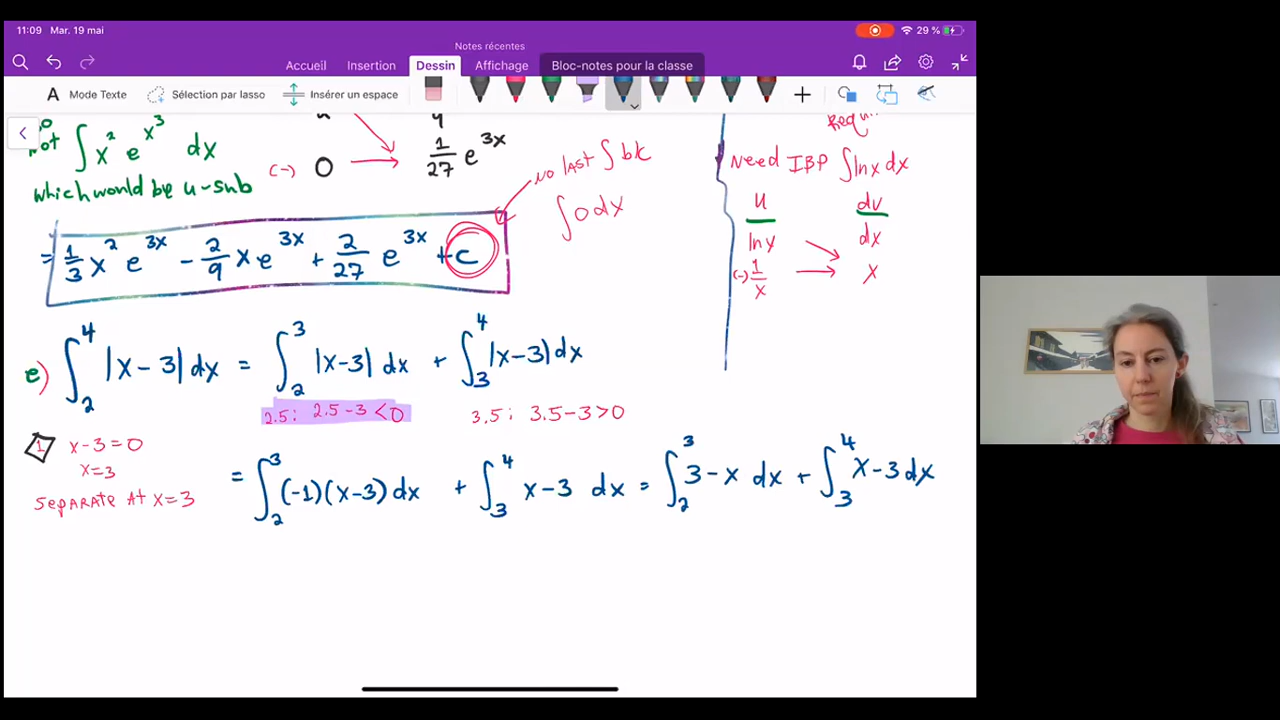 11:09 Mar. 19 mai 29 %
Notes récentes
Accueil Insertion Dessin Affichage Bloc-notes pour la classe
A Mode Texte Sélection par lasso Insérer un espace
not ∫ x² e^x³ dx
which would be u-sub
(-) 0 → 1/27 e^3x
no last ∫ b/c
∫ 0 dx
= 1/3 x² e^3x - 2/9 x e^3x + 2/27 e^3x + c
Need IBP ∫ lnx dx
u dv
lnx dx
(-) 1/x → x
e) ∫₂⁴ |x-3| dx = ∫₂³ |x-3| dx + ∫₃⁴ |x-3| dx
2.5: 2.5-3 <0 3.5: 3.5-3>0
1 x-3=0
x=3
SEPARATE AT x=3
= ∫₂³ (-1)(x-3) dx + ∫₃⁴ x-3 dx = ∫₂³ 3-x dx + ∫₃⁴ x-3 dx